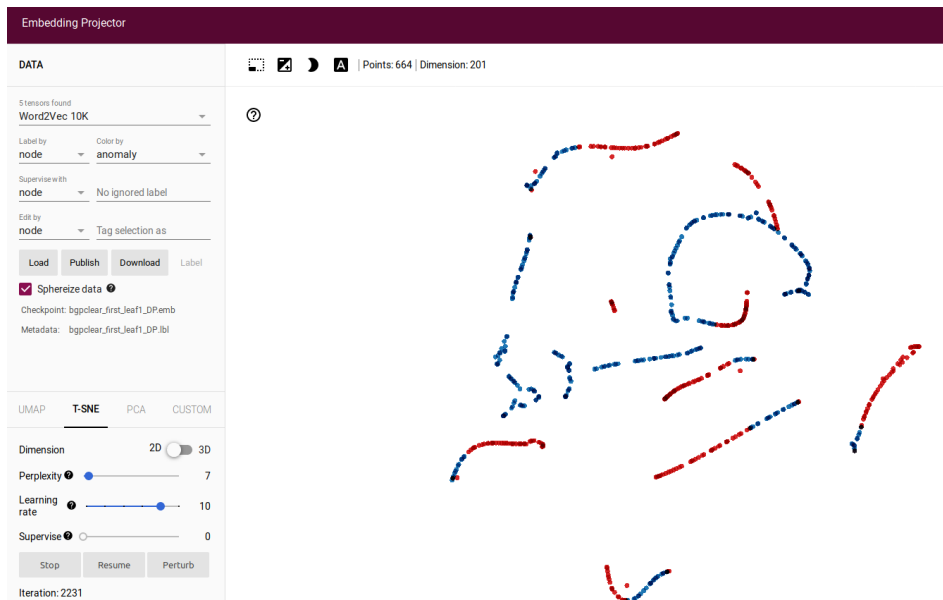 Embedding Projector
DATA
A | Points: 664 | Dimension: 201
5 tensors found
Word2Vec 10K
Label by Color by
node anomaly
Supervise with
node No ignored label
Edit by
node Tag selection as
Load Publish Download Label
Sphereize data ?
Checkpoint: bgpclear_first_leaf1_DP.emb
Metadata: bgpclear_first_leaf1_DP.lbl
?
UMAP T-SNE PCA CUSTOM
Dimension 2D 3D
Perplexity ? 7
Learning rate ? 10
Supervise ? 0
Stop Resume Perturb
Iteration: 2231